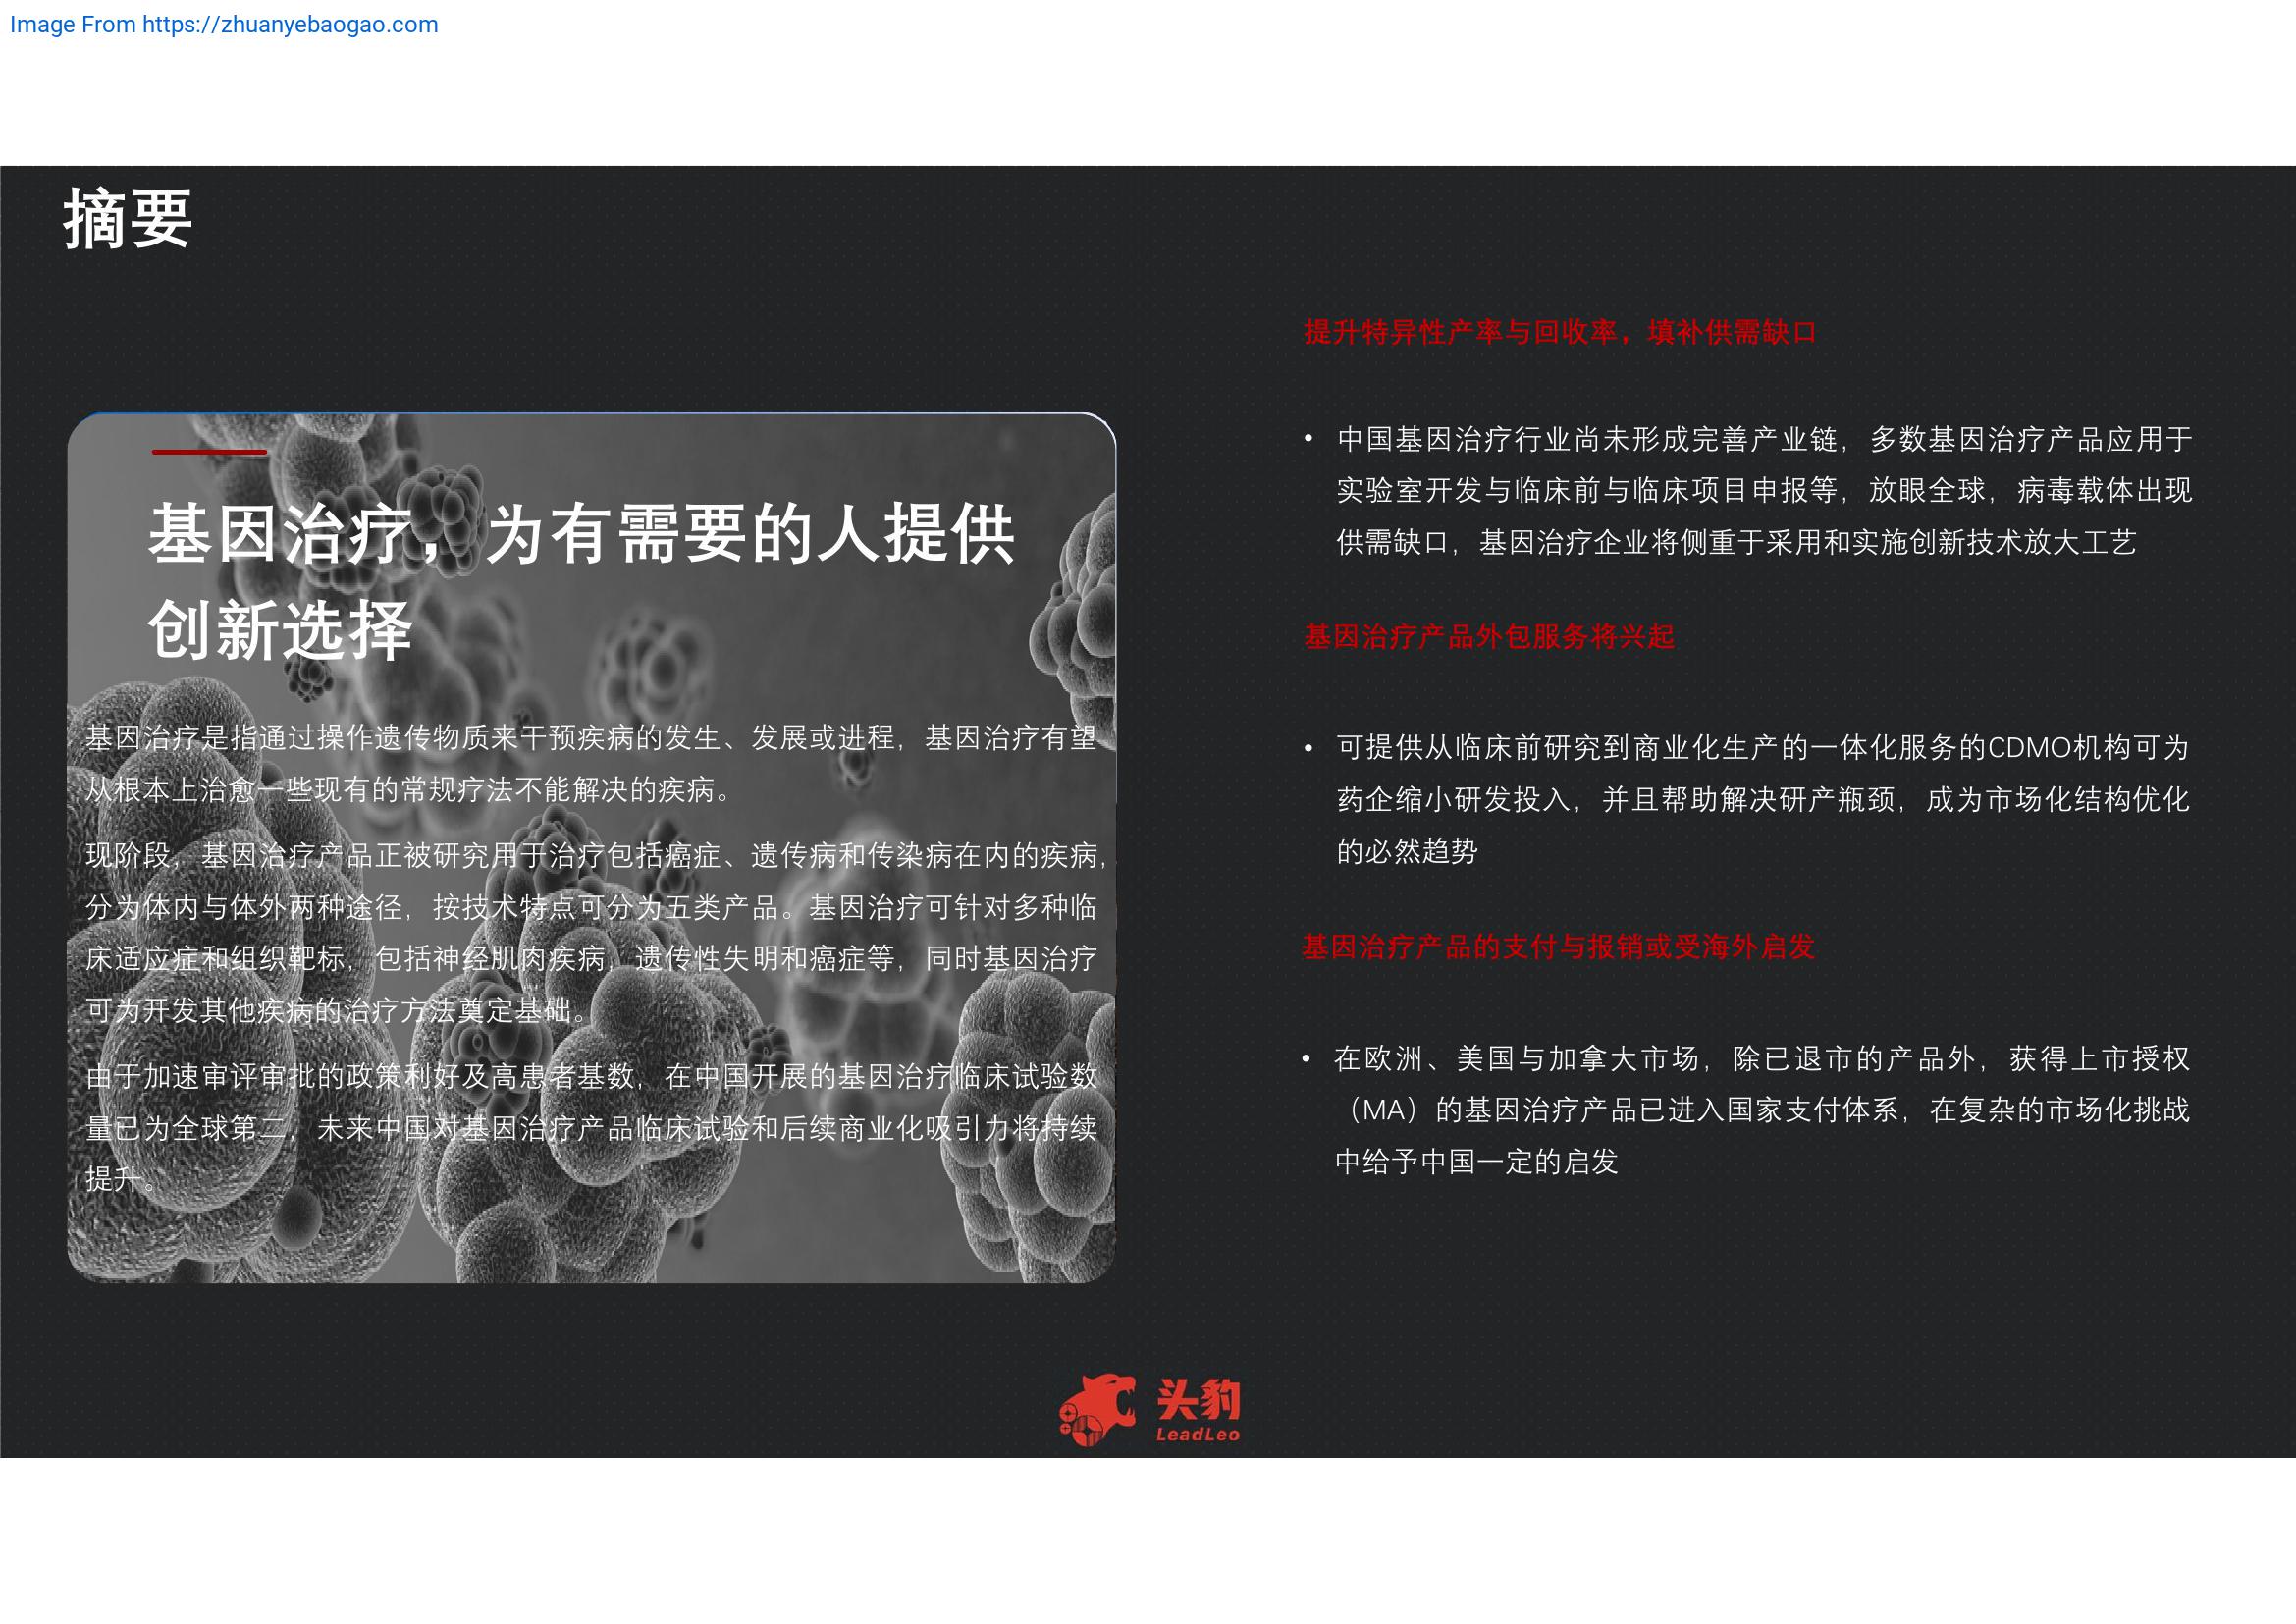 Image From https://zhuanyebaogao.com
摘要
基因治疗，为有需要的人提供
创新选择
基因治疗是指通过操作遗传物质来干预疾病的发生、发展或进程，基因治疗有望
从根本上治愈一些现有的常规疗法不能解决的疾病。
现阶段，基因治疗产品正被研究用于治疗包括癌症、遗传病和传染病在内的疾病，
分为体内与体外两种途径，按技术特点可分为五类产品。基因治疗可针对多种临
床适应症和组织靶标，包括神经肌肉疾病，遗传性失明和癌症等，同时基因治疗
可为开发其他疾病的治疗方法奠定基础。
由于加速审评审批的政策利好及高患者基数，在中国开展的基因治疗临床试验数
量已为全球第二，未来中国对基因治疗产品临床试验和后续商业化吸引力将持续
提升。
提升特异性产率与回收率，填补供需缺口
• 中国基因治疗行业尚未形成完善产业链，多数基因治疗产品应用于
实验室开发与临床前与临床项目申报等，放眼全球，病毒载体出现
供需缺口，基因治疗企业将侧重于采用和实施创新技术放大工艺
基因治疗产品外包服务将兴起
• 可提供从临床前研究到商业化生产的一体化服务的CDMO机构可为
药企缩小研发投入，并且帮助解决研产瓶颈，成为市场化结构优化
的必然趋势
基因治疗产品的支付与报销或受海外启发
• 在欧洲、美国与加拿大市场，除已退市的产品外，获得上市授权
（MA）的基因治疗产品已进入国家支付体系，在复杂的市场化挑战
中给予中国一定的启发
头豹
LeadLeo